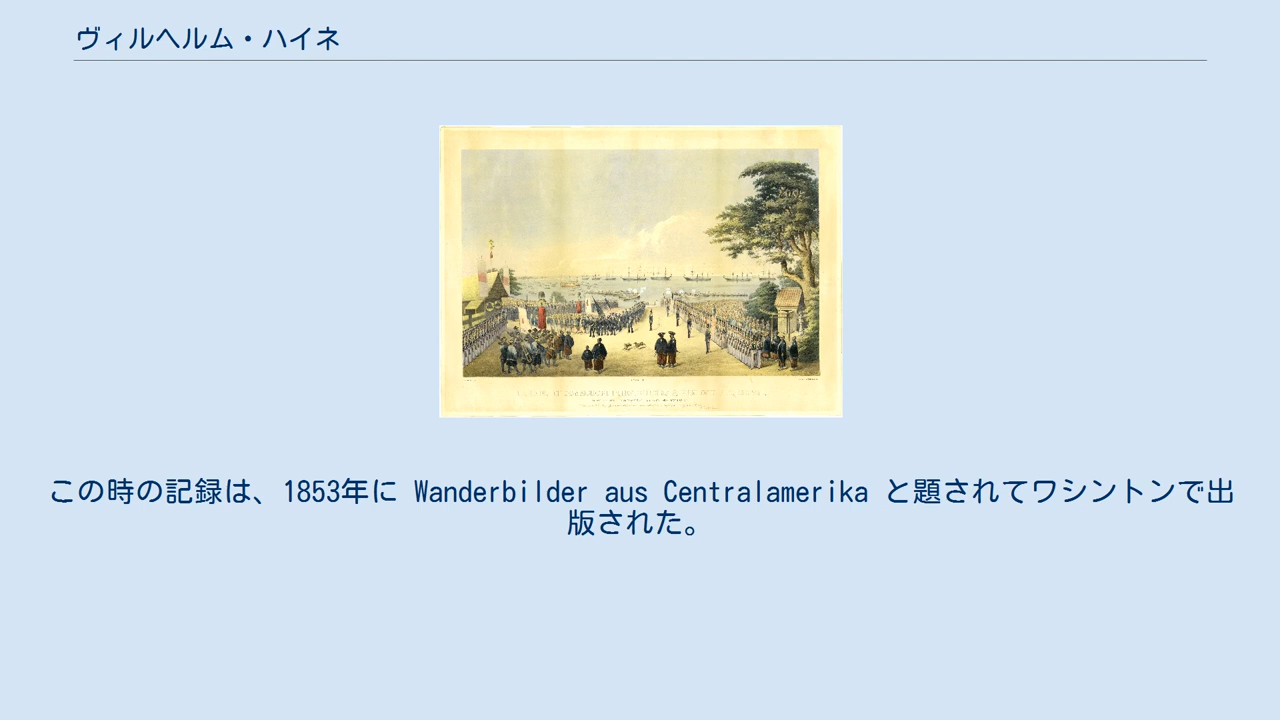 ヴィルヘルム・ハイネ
この時の記録は、1853年に Wanderbilder aus Centralamerika と題されてワシントンで出
版された。